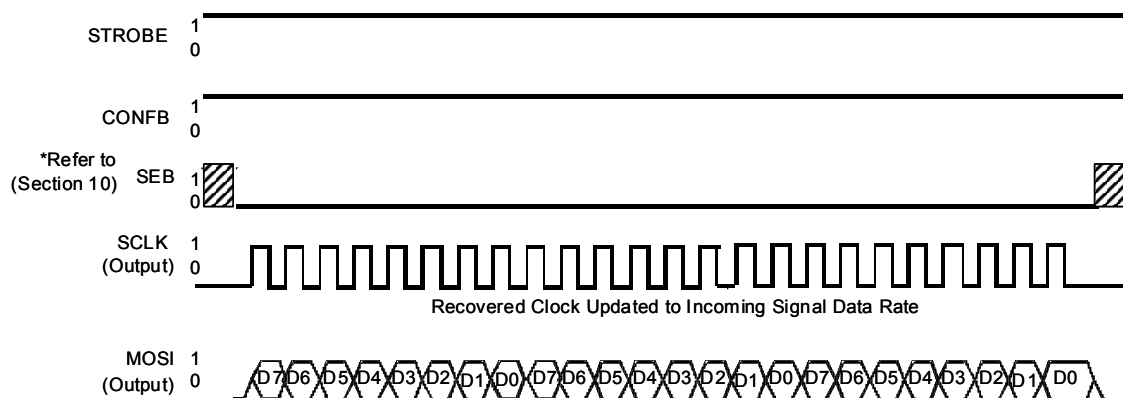 STROBE 1
0
CONFB 1
0
*Refer to
(Section 10) SEB 1
0
SCLK 1
(Output) 0
Recovered Clock Updated to Incoming Signal Data Rate
MOSI 1
(Output) 0
D7 D6 D5 D4 D3 D2 D1 D0 D7 D6 D5 D4 D3 D2 D1 D0 D7 D6 D5 D4 D3 D2 D1 D0